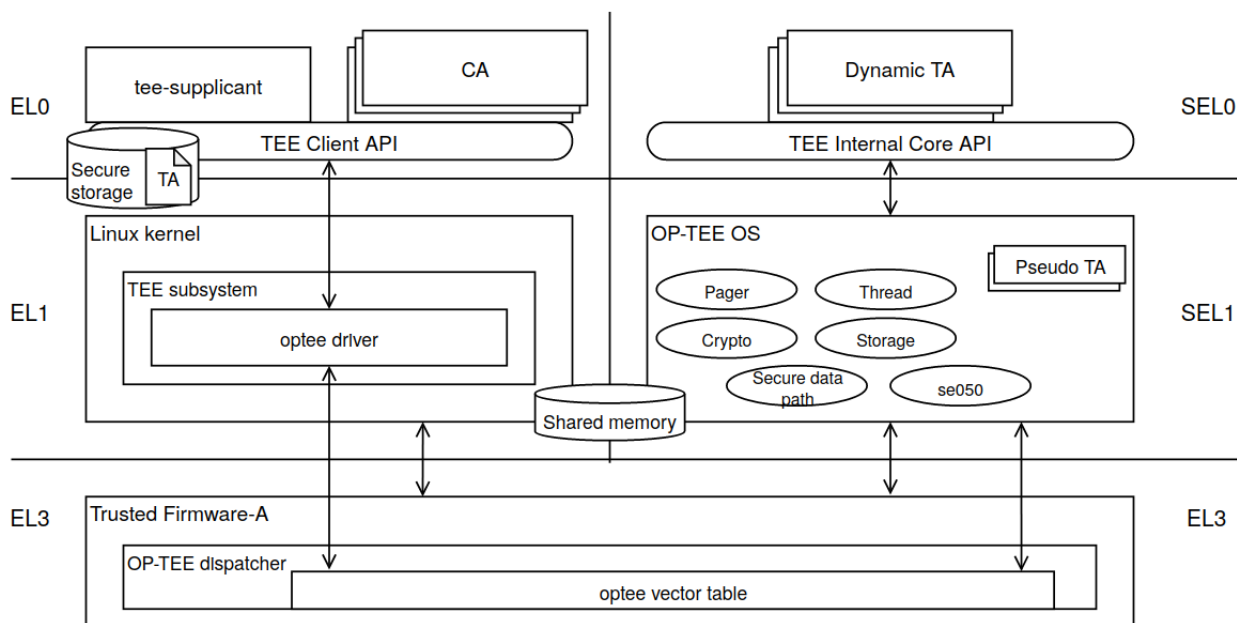 tee-supplicant
CA
Dynamic TA
EL0
SEL0
TEE Client API
TEE Internal Core API
Secure
storage
TA
Linux kernel
OP-TEE OS
Pseudo TA
TEE subsystem
Pager
Thread
EL1
SEL1
optee driver
Crypto
Storage
Secure data
path
se050
Shared memory
EL3
Trusted Firmware-A
EL3
OP-TEE dispatcher
optee vector table